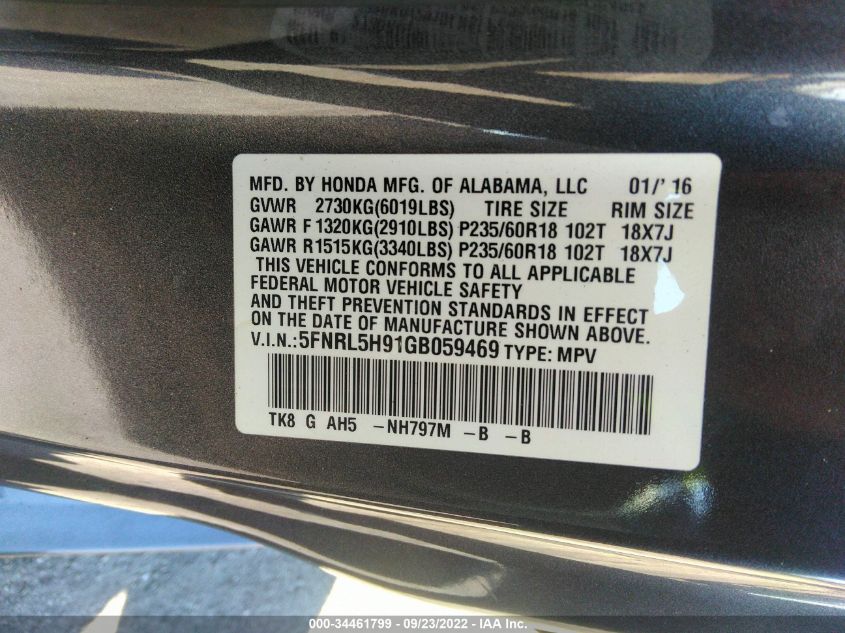 MFD. BY HONDA MFG. OF ALABAMA, LLC 01/'16
GVWR 2730KG(6019LBS) TIRE SIZE RIM SIZE
GAWR F 1320KG(2910LBS) P235/60R18 102T 18X7J
GAWR R1515KG(3340LBS) P235/60R18 102T 18X7J
THIS VEHICLE CONFORMS TO ALL APPLICABLE
FEDERAL MOTOR VEHICLE SAFETY
AND THEFT PREVENTION STANDARDS IN EFFECT
ON THE DATE OF MANUFACTURE SHOWN ABOVE.
V.I.N.:5FNRL5H91GB059469 TYPE: MPV
TK8 G AH5 -NH797M -B -B
000-34461799 - 09/23/2022 - IAA Inc.